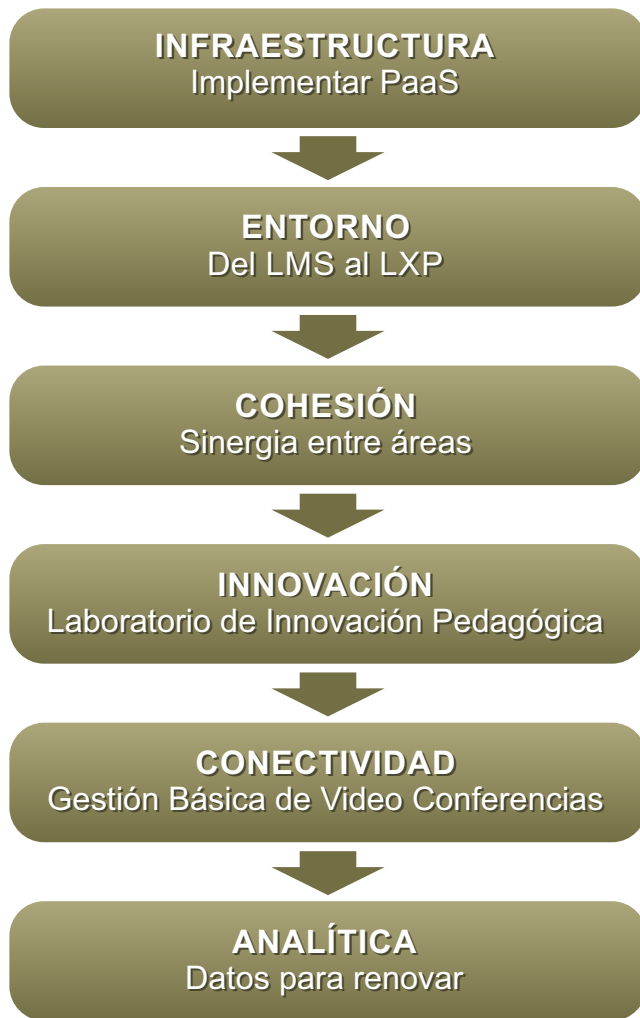 INFRAESTRUCTURA
Implementar PaaS
ENTORNO
Del LMS al LXP
COHESIÓN
Sinergia entre áreas
INNOVACIÓN
Laboratorio de Innovación Pedagógica
CONECTIVIDAD
Gestión Básica de Video Conferencias
ANALÍTICA
Datos para renovar